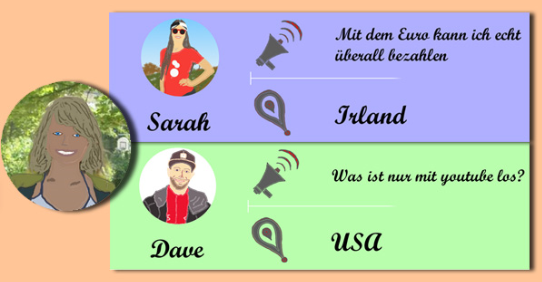 Mit dem Euro kann ich echt
überall bezahlen
Sarah
Irland
Was ist nur mit youtube los?
Dave
USA